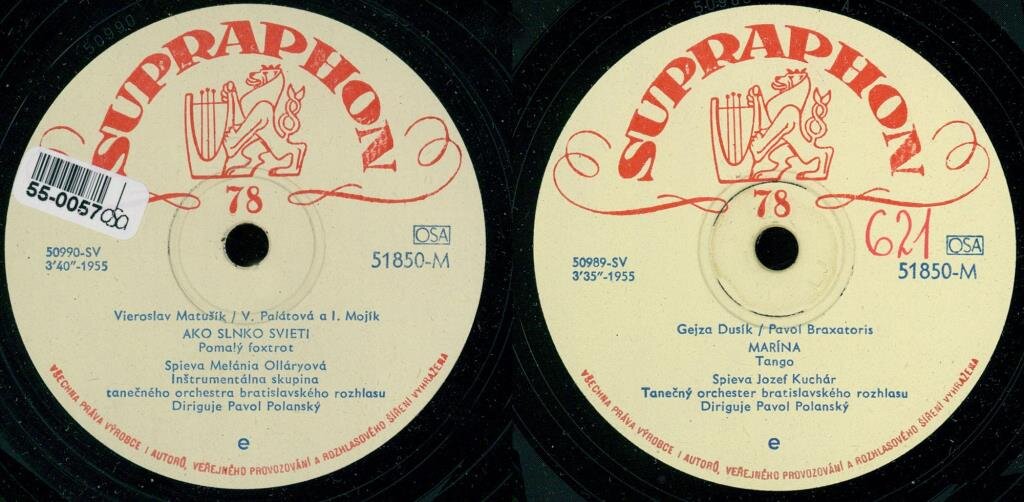 50990
SUPRAPHON
78
55-0057
50990-SV
3'40"-1955
OSA
51850-M
Vieroslav Matušík / V. Palátová a I. Mojík
AKO SLNKO SVIETI
Pomalý foxtrot
Spieva Melánia Olláryová
Inštrumentálna skupina
tanečného orchestra bratislavského rozhlasu
Diriguje Pavol Polanský
e
VŠECHNA PRÁVA VÝROBCE I AUTORŮ, VEŘEJNÉHO PROVOZOVÁNÍ A ROZHLASOVÉHO ŠÍŘENÍ VYHRAŽENA
SUPRAPHON
78
621
50989-SV
3'35"-1955
OSA
51850-M
Gejza Dusík / Pavol Braxatoris
MARÍNA
Tango
Spieva Jozef Kuchár
Tanečný orchester bratislavského rozhlasu
Diriguje Pavol Polanský
e
VŠECHNA PRÁVA VÝROBCE I AUTORŮ, VEŘEJNÉHO PROVOZOVÁNÍ A ROZHLASOVÉHO ŠÍŘENÍ VYHRAŽENA